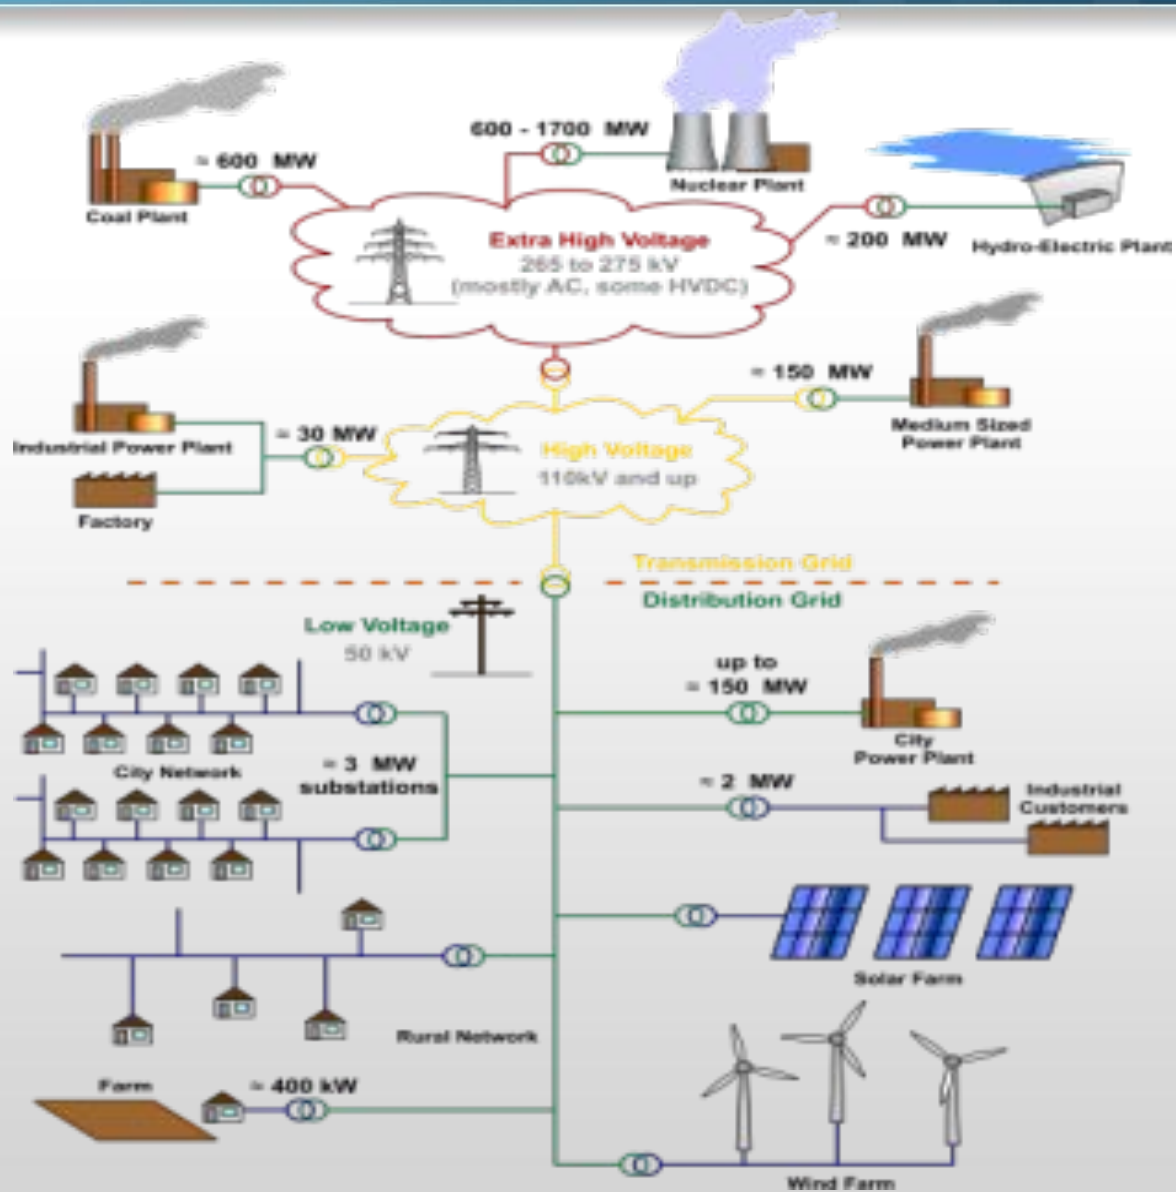 600 - 1700 MW
≈ 600 MW
Nuclear Plant
Coal Plant
Extra High Voltage
265 to 275 kV
(mostly AC, some HVDC)
≈ 200 MW
Hydro-Electric Plant
≈ 150 MW
Medium Sized
Power Plant
Industrial Power Plant
≈ 30 MW
High Voltage
110kV and up
Factory
Transmission Grid
Distribution Grid
Low Voltage
50 kV
up to
≈ 150 MW
City
Power Plant
City Network
≈ 3 MW
substations
≈ 2 MW
Industrial
Customers
Solar Farm
Rural Network
Farm
≈ 400 kW
Wind Farm